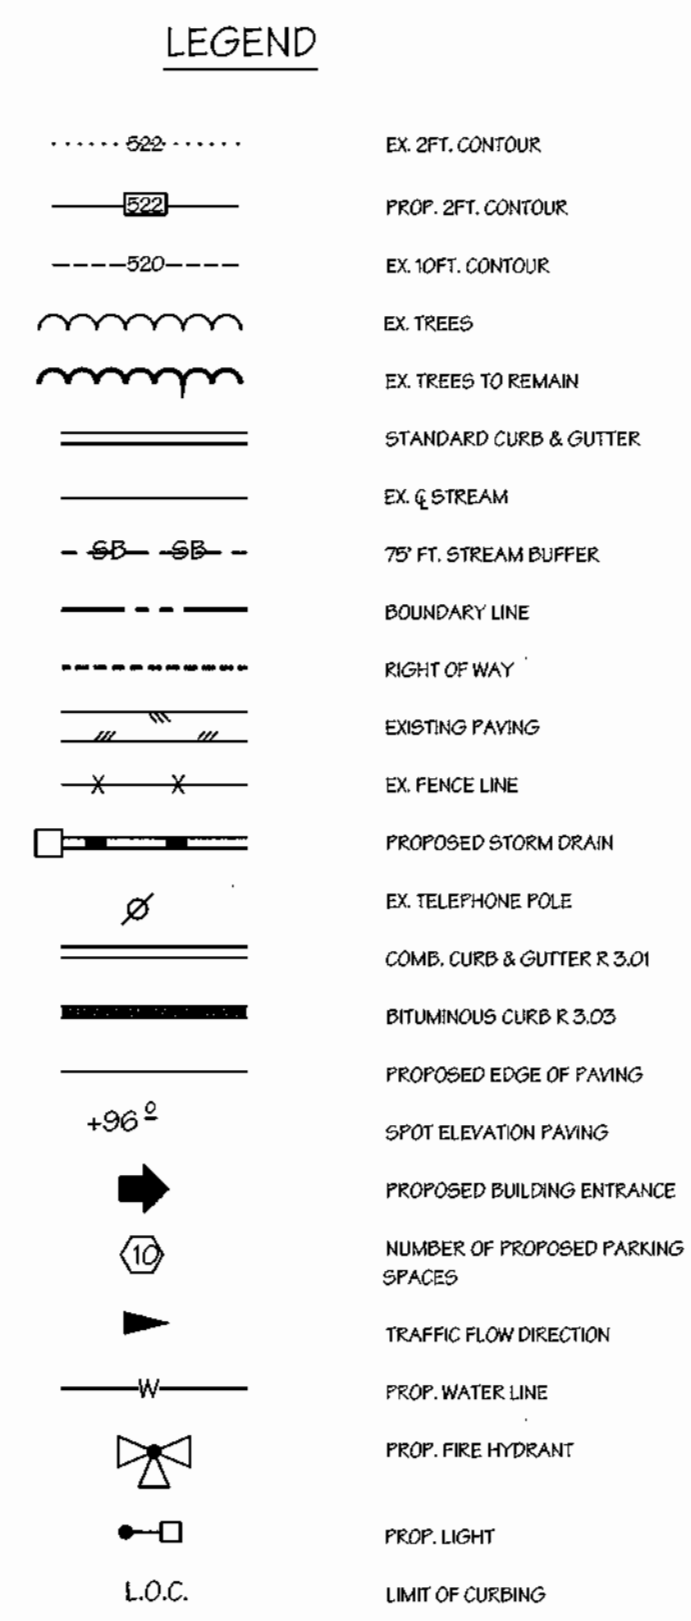 LEGEND
522 EX. 2FT. CONTOUR
522 PROP. 2FT. CONTOUR
520 EX. 10FT. CONTOUR
EX. TREES
EX. TREES TO REMAIN
STANDARD CURB & GUTTER
EX. ℄ STREAM
SB SB 75' FT. STREAM BUFFER
BOUNDARY LINE
RIGHT OF WAY
EXISTING PAVING
X X EX. FENCE LINE
PROPOSED STORM DRAIN
EX. TELEPHONE POLE
COMB. CURB & GUTTER R 3.01
BITUMINOUS CURB R 3.03
PROPOSED EDGE OF PAVING
+96 0 SPOT ELEVATION PAVING
PROPOSED BUILDING ENTRANCE
10 NUMBER OF PROPOSED PARKING
SPACES
TRAFFIC FLOW DIRECTION
W PROP. WATER LINE
PROP. FIRE HYDRANT
PROP. LIGHT
L.O.C. LIMIT OF CURBING